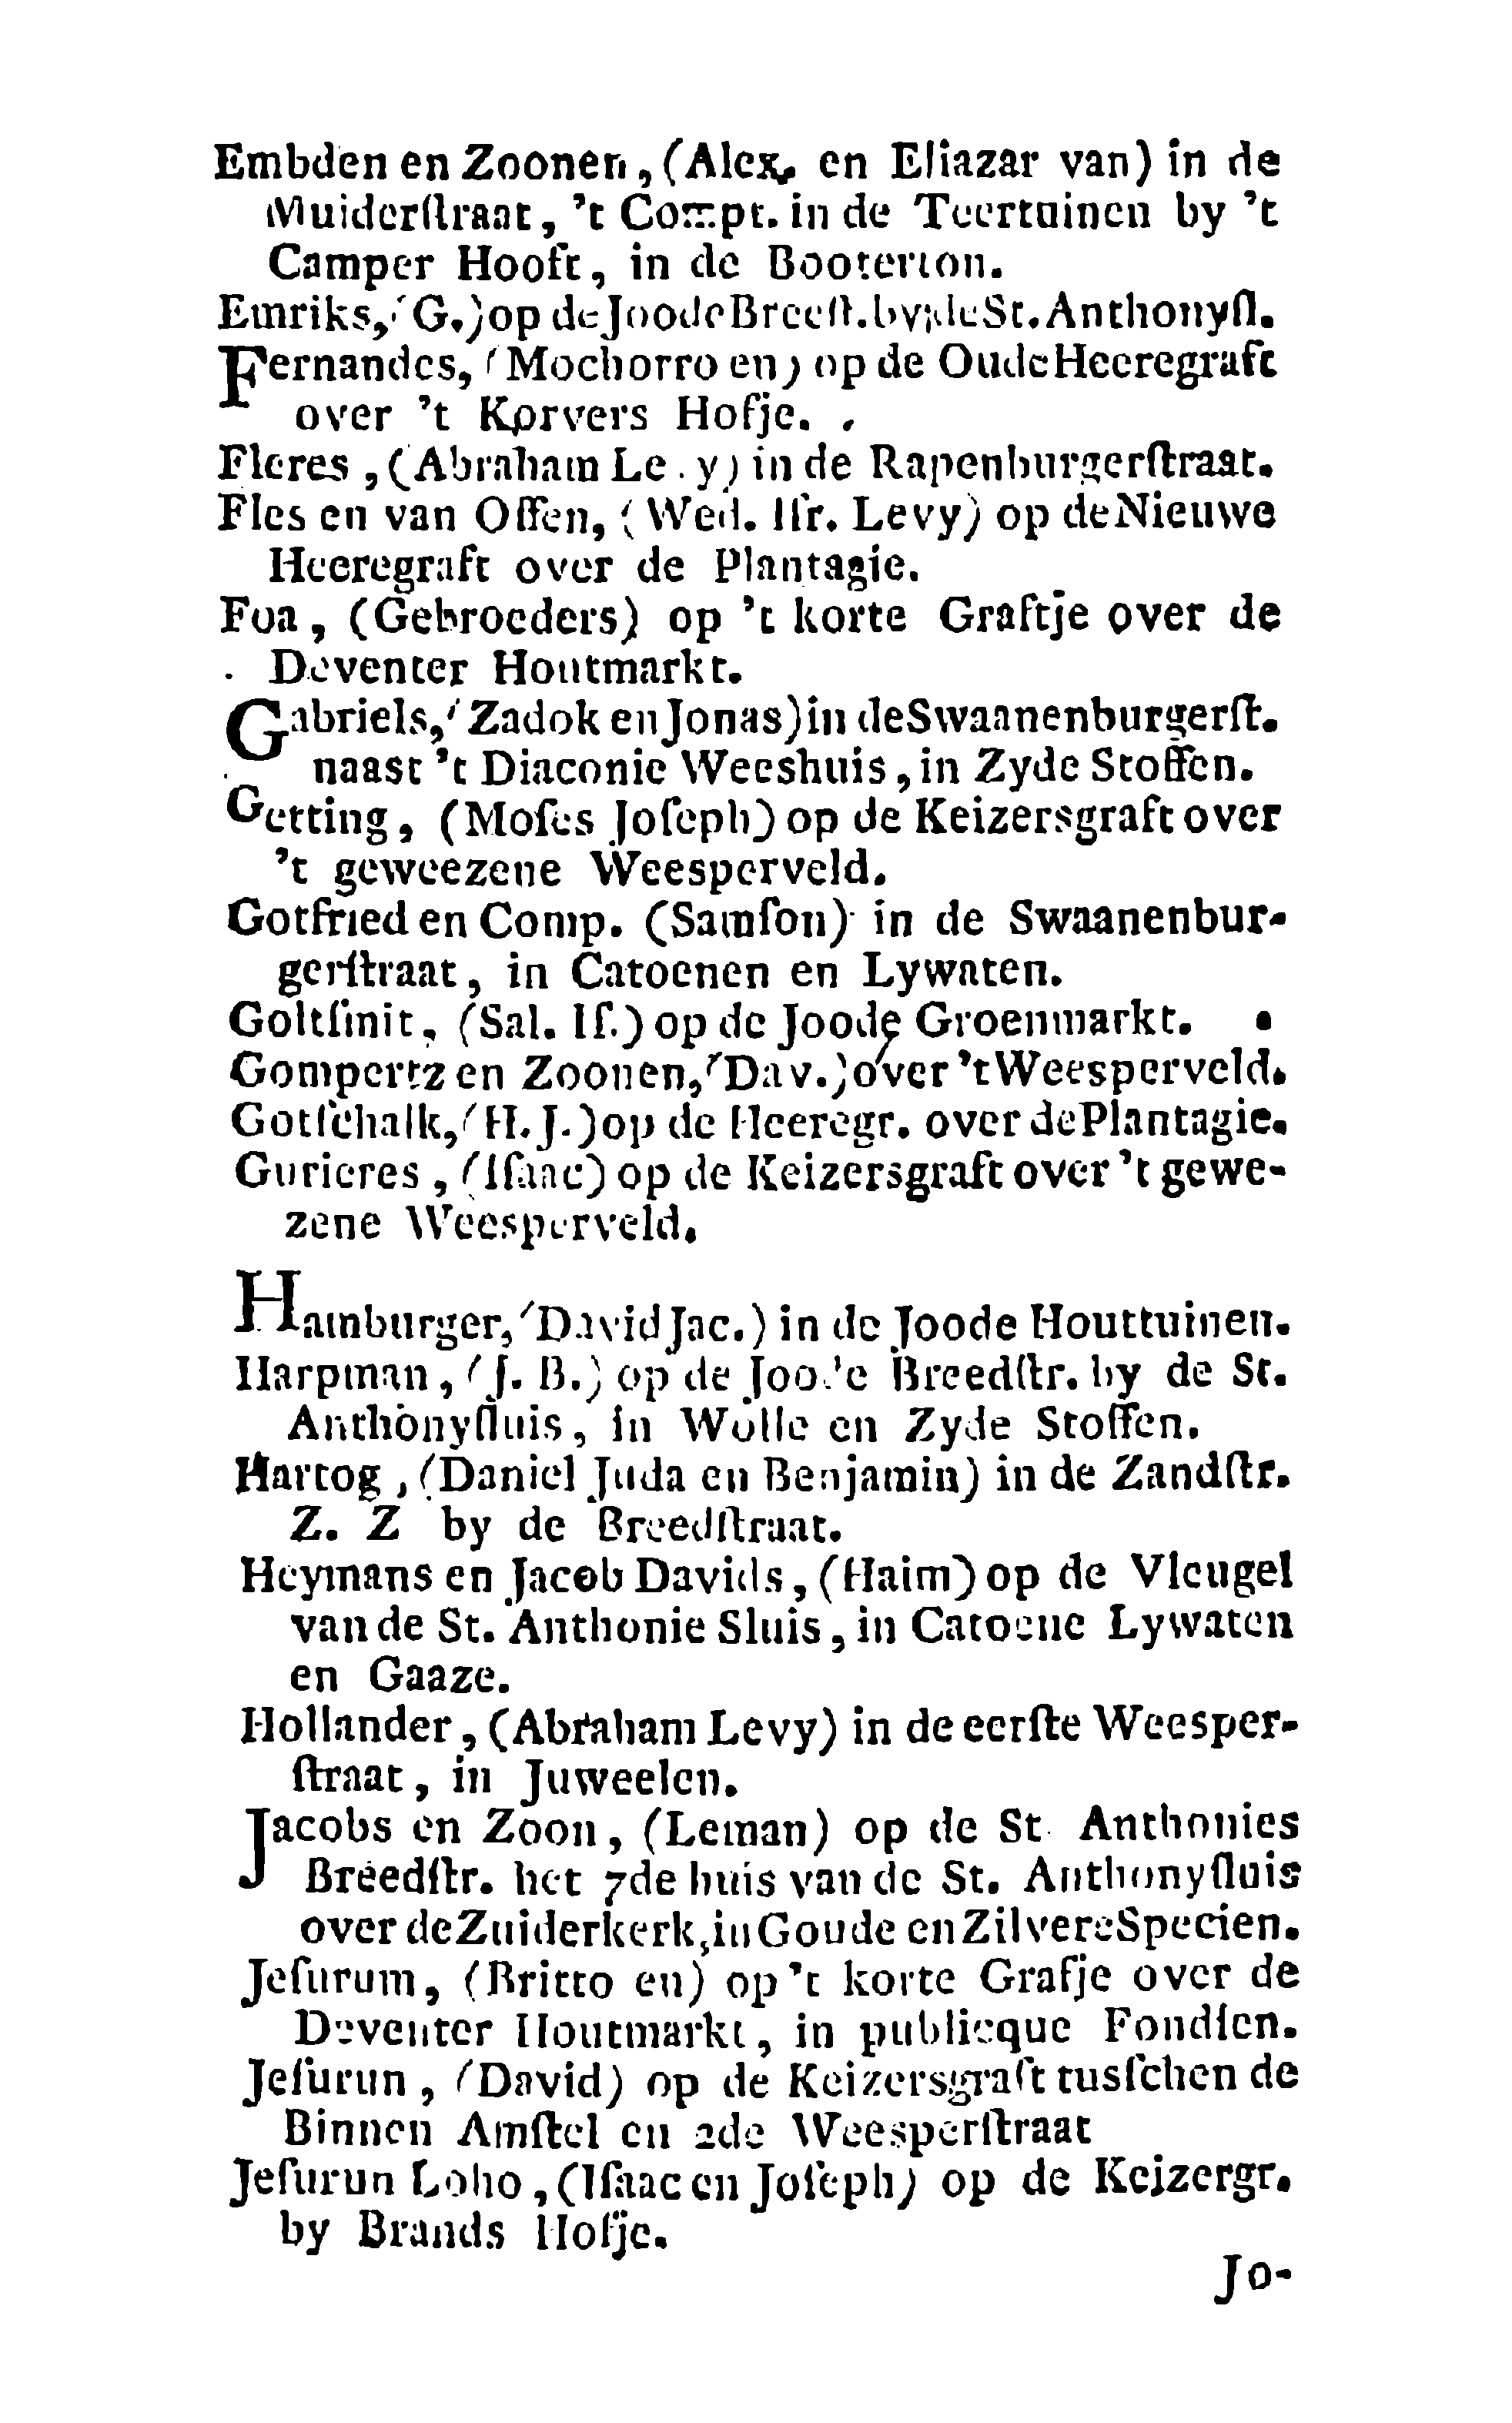 Embden en Zoonen, (Alex. en Eliazar van) in de
Muiderſtraat, 't Compt. in de Teertuinen by 't
Camper Hooft, in de Booterton.
Emriks, (G.) op de Joode Breeſt. by de St. Anthonyſl.
Fernandes, (Mochorro en) op de Oude Heeregraft
over 't Korvers Hofje.
Fleres, (Abraham Levy) in de Rapenburgerſtraat.
Fles en van Oſſen, (Wed. Iſr. Levy) op de Nieuwe
Heeregraft over de Plantagie.
Foa, (Gebroeders) op 't korte Graftje over de
Deventer Houtmarkt.
Gabriels, (Zadok en Jonas) in de Swaanenburgerſt.
naast 't Diaconie Weeshuis, in Zyde Stoffen.
Getting, (Moſes Joſeph) op de Keizersgraft over
't geweezene Weesperveld.
Gotfried en Comp. (Samſon) in de Swaanenbur-
gerſtraat, in Catoenen en Lywaten.
Goltſinit, (Sal. Iſ.) op de Joode Groenmarkt.
Gompertz en Zoonen, (Dav.) over 't Weesperveld.
Gotſchalk, (H. J.) op de Heeregr. over de Plantagie.
Gurieres, (Iſaac) op de Keizersgraft over 't gewe-
zene Weesperveld.
Hamburger, (David Jac.) in de Joode Houttuinen.
Harpman, (J. B.) op de Joode Breedſtr. by de St.
Anthonyſluis, in Wolle en Zyde Stoffen.
Hartog, (Daniel Juda en Benjamin) in de Zandſtr.
Z. Z by de Breedſtraat.
Heymans en Jacob Davids, (Haim) op de Vleugel
van de St. Anthonie Sluis, in Catoene Lywaten
en Gaaze.
Hollander, (Abraham Levy) in de eerſte Weesper-
ſtraat, in Juweelen.
Jacobs en Zoon, (Leman) op de St. Anthonies
Breedſtr. het 7de huis van de St. Anthonyſluis
over de Zuiderkerk, in Goude en Zilvere Specien.
Jeſurum, (Britto en) op 't korte Grafje over de
Deventer Houtmarkt, in publicque Fondſen.
Jeſurun, (David) op de Keizersgraft tusſchen de
Binnen Amſtel en 2de Weesperſtraat
Jeſurun Loho, (Iſaac en Joſeph) op de Keizergr.
by Brands Hofje.
Jo-